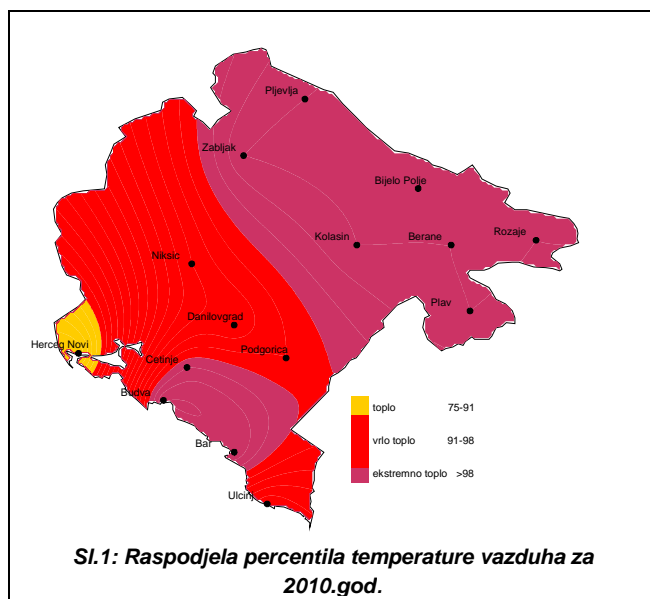 Pljevlja
Zabljak
Bijelo Polje
Kolasin
Berane
Rozaje
Niksic
Plav
Danilovgrad
Herceg Novi
Podgorica
Cetinje
Budva
Bar
Ulcinj
toplo 75-91
vrlo toplo 91-98
ekstremno toplo >98
Sl.1: Raspodjela percentila temperature vazduha za
2010.god.